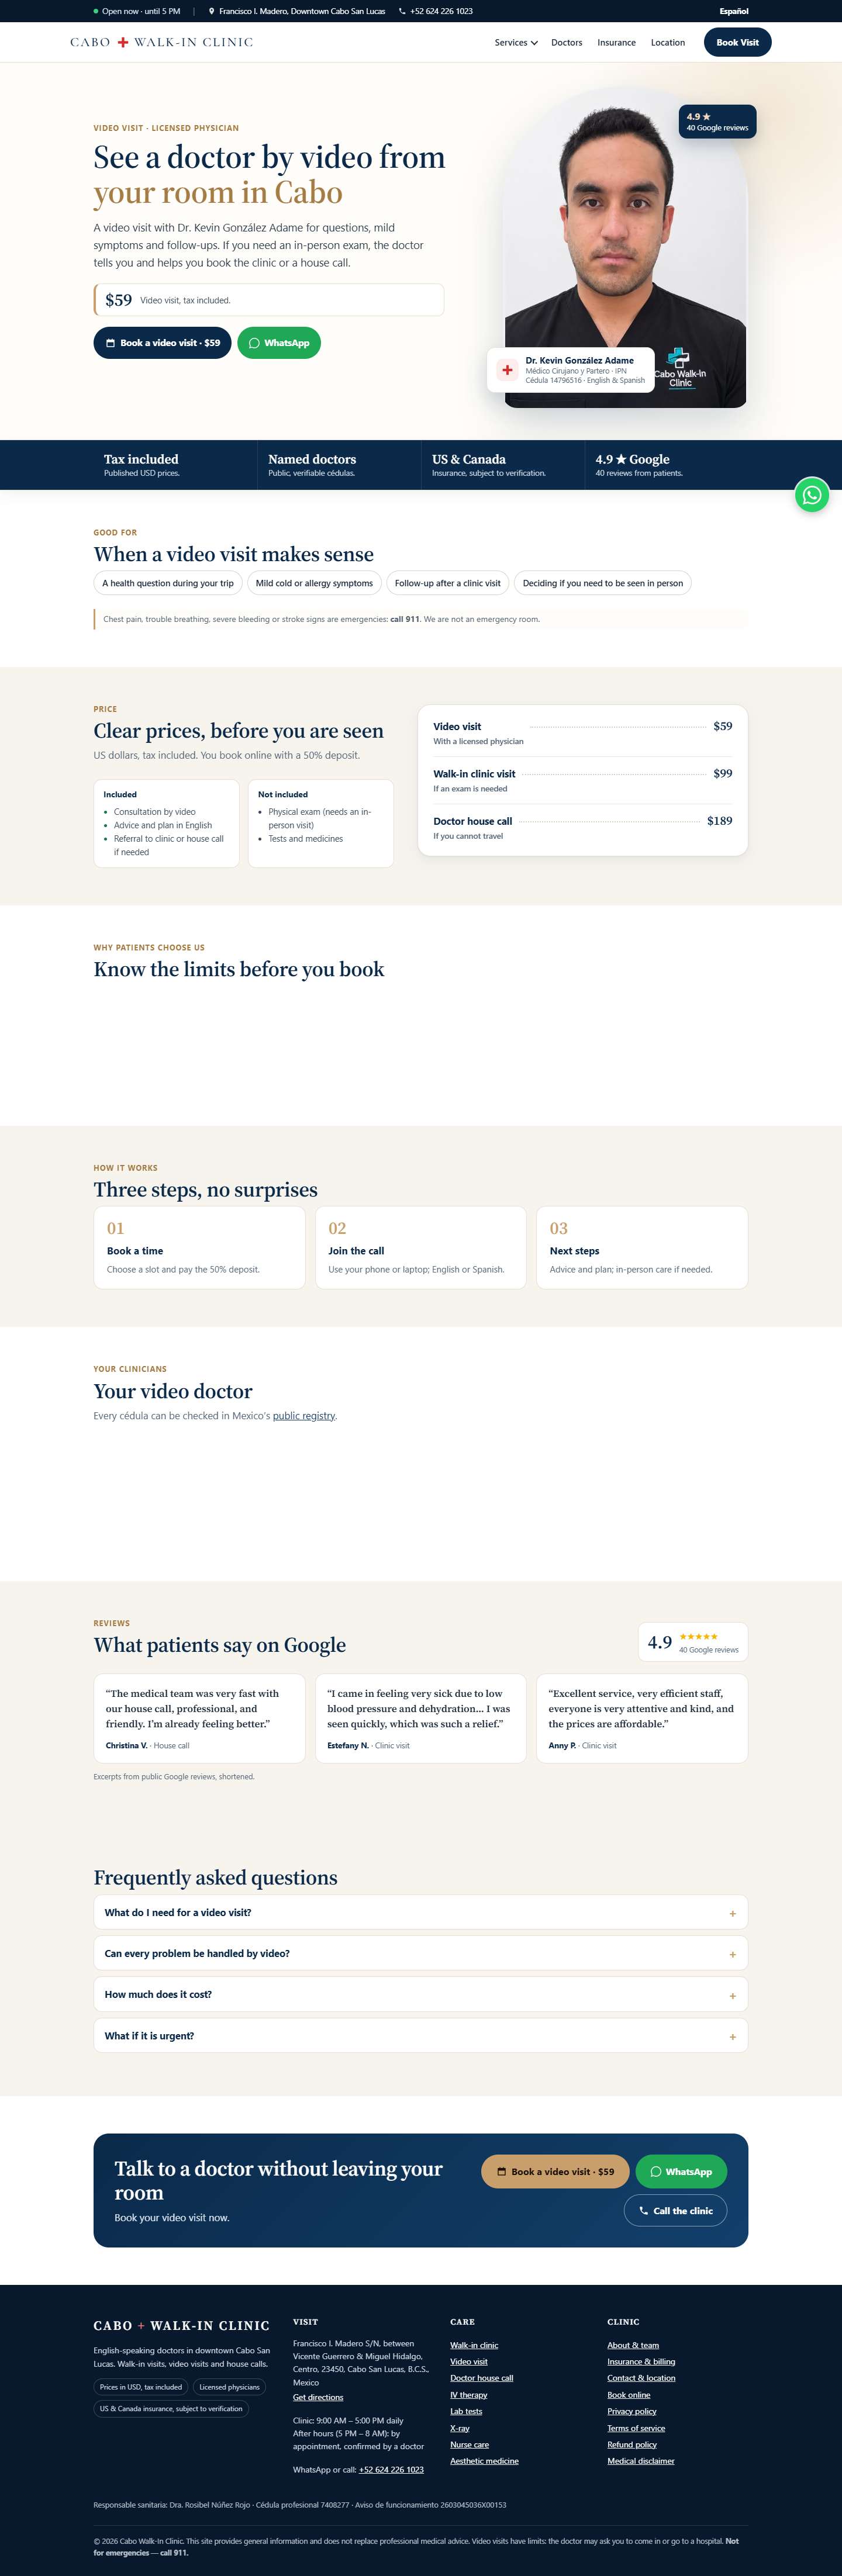 Open now · until 5 PM | Francisco I. Madero, Downtown Cabo San Lucas +52 624 226 1023 Español
CABO WALK-IN CLINIC Services Doctors Insurance Location Book Visit
VIDEO VISIT · LICENSED PHYSICIAN
See a doctor by video from
your room in Cabo
A video visit with Dr. Kevin González Adame for questions, mild
symptoms and follow-ups. If you need an in-person exam, the doctor
tells you and helps you book the clinic or a house call.
$59 Video visit, tax included.
Book a video visit · $59 WhatsApp
4.9 ★
40 Google reviews
Dr. Kevin González Adame
Médico Cirujano y Partero · IPN
Cédula 14796516 · English & Spanish
Cabo Walk-In
Clinic
Tax included
Published USD prices.
Named doctors
Public, verifiable cédulas.
US & Canada
Insurance, subject to verification.
4.9 ★ Google
40 reviews from patients.
GOOD FOR
When a video visit makes sense
A health question during your trip Mild cold or allergy symptoms Follow-up after a clinic visit Deciding if you need to be seen in person
Chest pain, trouble breathing, severe bleeding or stroke signs are emergencies: call 911. We are not an emergency room.
PRICE
Clear prices, before you are seen
US dollars, tax included. You book online with a 50% deposit.
Included
• Consultation by video
• Advice and plan in English
• Referral to clinic or house call
if needed
Not included
• Physical exam (needs an in-
person visit)
• Tests and medicines
Video visit $59
With a licensed physician
Walk-in clinic visit $99
If an exam is needed
Doctor house call $189
If you cannot travel
WHY PATIENTS CHOOSE US
Know the limits before you book
HOW IT WORKS
Three steps, no surprises
01
Book a time
Choose a slot and pay the 50% deposit.
02
Join the call
Use your phone or laptop; English or Spanish.
03
Next steps
Advice and plan; in-person care if needed.
YOUR CLINICIANS
Your video doctor
Every cédula can be checked in Mexico's public registry.
REVIEWS
What patients say on Google
4.9 ★★★★★
40 Google reviews
“The medical team was very fast with
our house call, professional, and
friendly. I’m already feeling better.”
Christina V. · House call
“I came in feeling very sick due to low
blood pressure and dehydration… I was
seen quickly, which was such a relief.”
Estefany N. · Clinic visit
“Excellent service, very efficient staff,
everyone is very attentive and kind, and
the prices are affordable.”
Anny P. · Clinic visit
Excerpts from public Google reviews, shortened.
Frequently asked questions
What do I need for a video visit? +
Can every problem be handled by video? +
How much does it cost? +
What if it is urgent? +
Talk to a doctor without leaving your
room
Book your video visit now.
Book a video visit · $59 WhatsApp
Call the clinic
CABO + WALK-IN CLINIC
English-speaking doctors in downtown Cabo San
Lucas. Walk-in visits, video visits and house calls.
Prices in USD, tax included Licensed physicians
US & Canada insurance, subject to verification
VISIT
Francisco I. Madero S/N, between
Vicente Guerrero & Miguel Hidalgo,
Centro, 23450, Cabo San Lucas, B.C.S.,
Mexico
Get directions
Clinic: 9:00 AM – 5:00 PM daily
After hours (5 PM – 8 AM): by
appointment, confirmed by a doctor
WhatsApp or call: +52 624 226 1023
CARE
Walk-in clinic
Video visit
Doctor house call
IV therapy
Lab tests
X-ray
Nurse care
Aesthetic medicine
CLINIC
About & team
Insurance & billing
Contact & location
Book online
Privacy policy
Terms of service
Refund policy
Medical disclaimer
Responsable sanitaria: Dra. Rosibel Núñez Rojo · Cédula profesional 7408277 · Aviso de funcionamiento 2603045036X00153
© 2026 Cabo Walk-In Clinic. This site provides general information and does not replace professional medical advice. Video visits have limits: the doctor may ask you to come in or go to a hospital. Not
for emergencies — call 911.